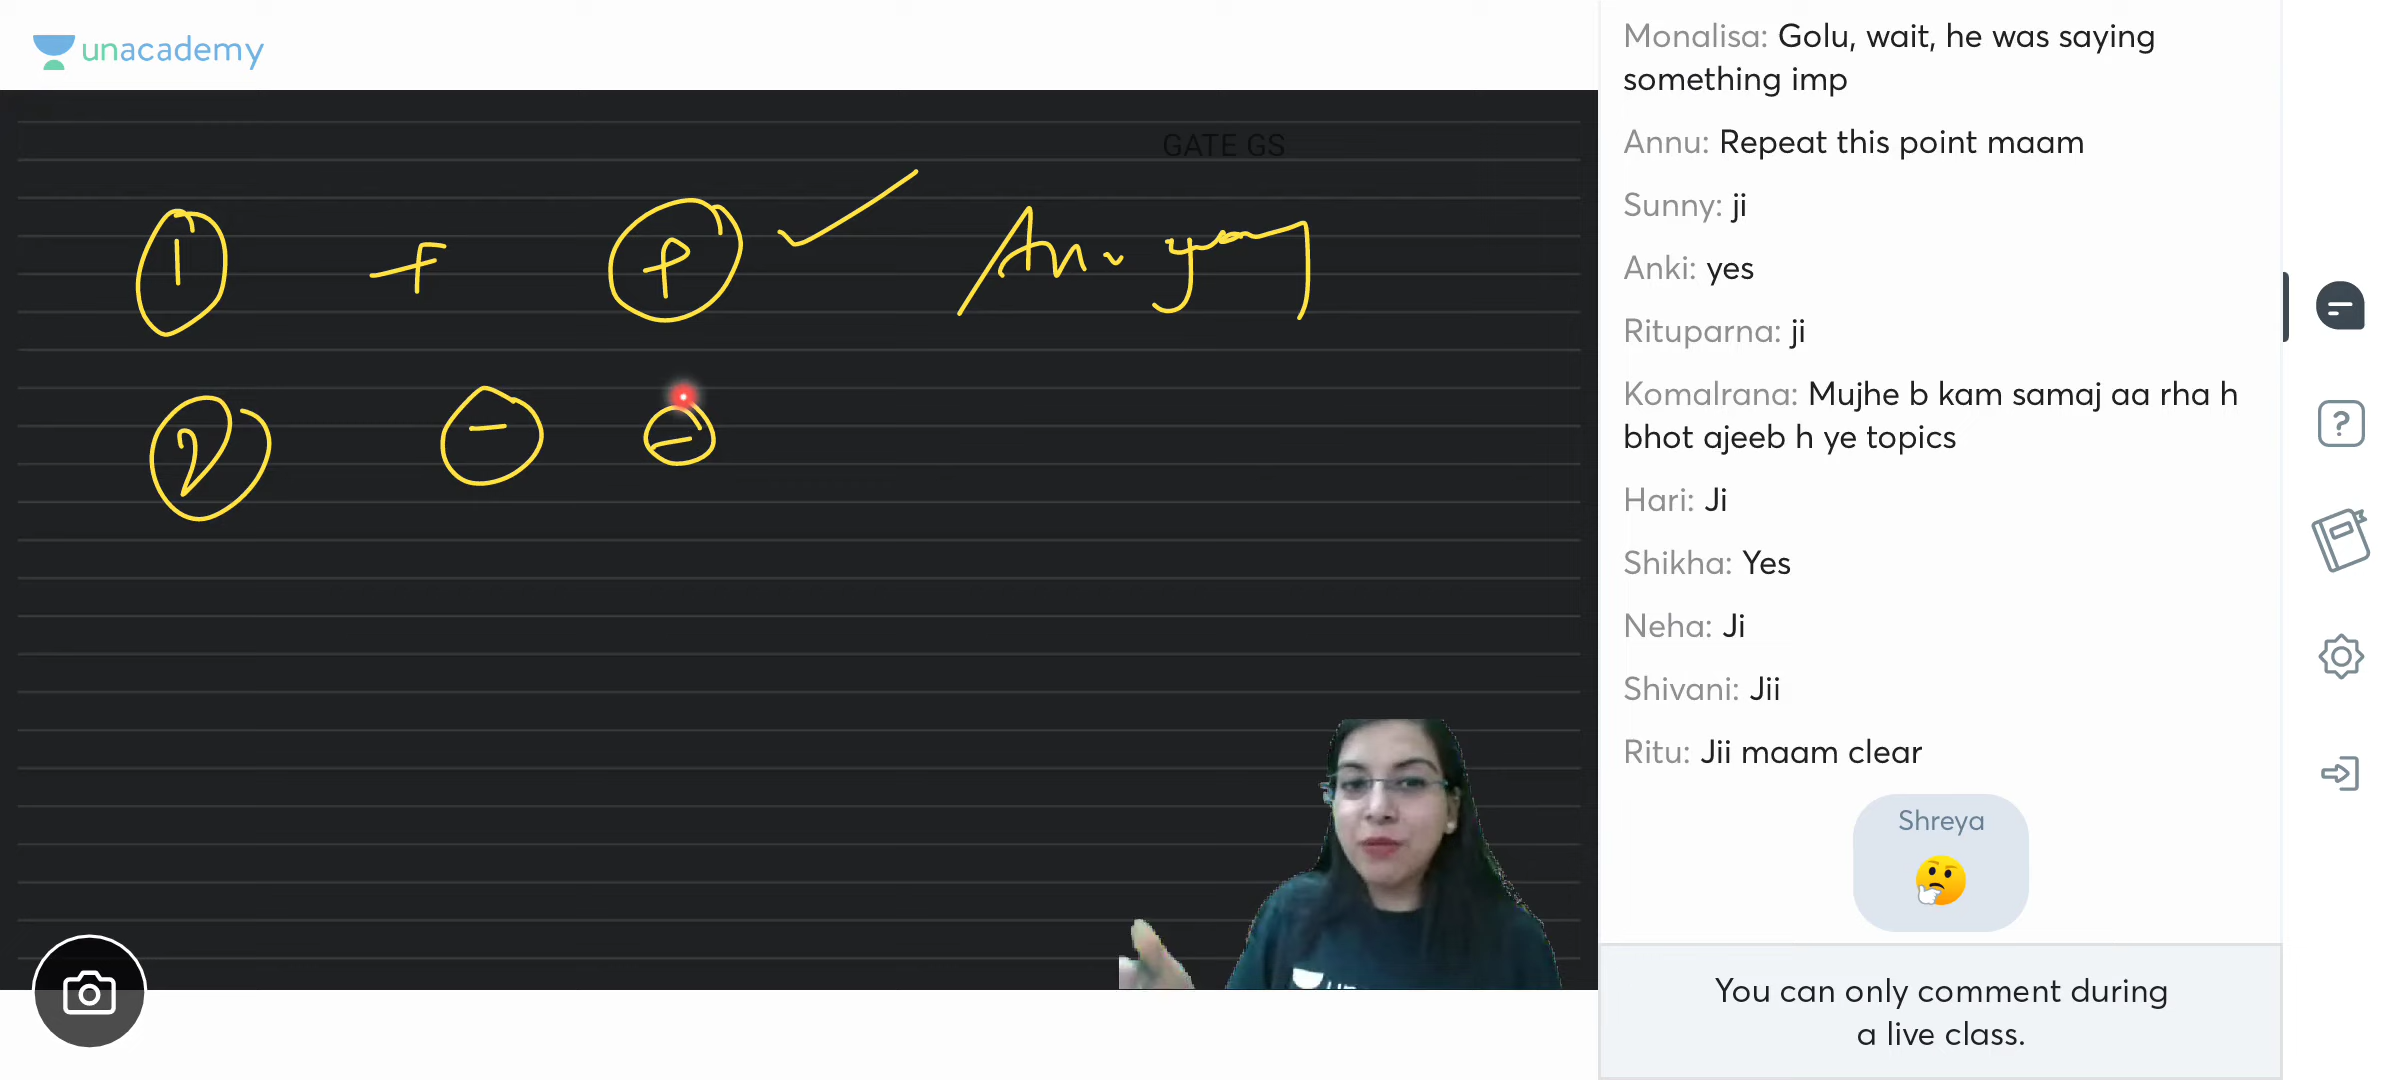 unacademy
GATE GS
1 + P
2 - -
Monalisa: Golu, wait, he was saying
something imp
Annu: Repeat this point maam
Sunny: ji
Anki: yes
Rituparna: ji
Komalrana: Mujhe b kam samaj aa rha h
bhot ajeeb h ye topics
Hari: Ji
Shikha: Yes
Neha: Ji
Shivani: Jii
Ritu: Jii maam clear
Shreya
You can only comment during
a live class.